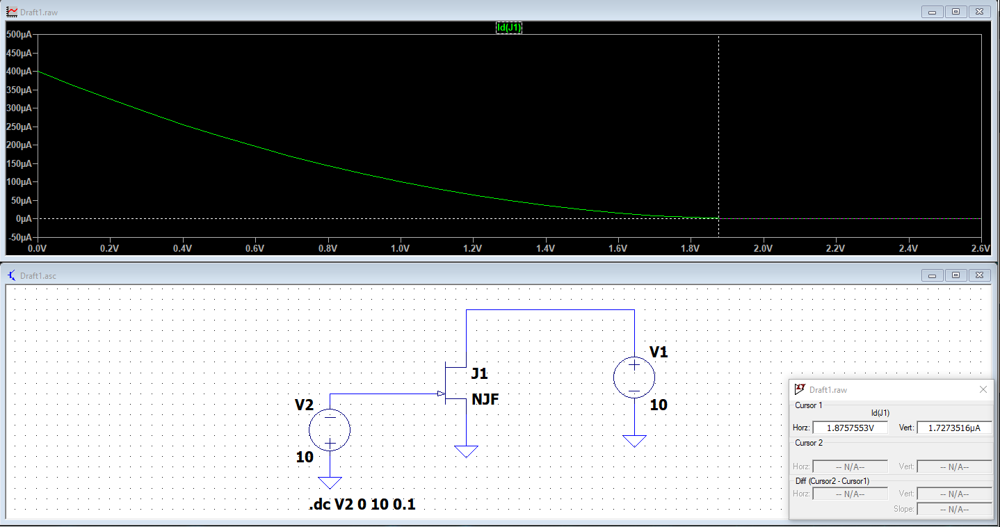 Draft1.raw
Id(J1)
500µA
450µA
400µA
350µA
300µA
250µA
200µA
150µA
100µA
50µA
0µA
-50µA
0.0V 0.2V 0.4V 0.6V 0.8V 1.0V 1.2V 1.4V 1.6V 1.8V 2.0V 2.2V 2.4V 2.6V
Draft1.asc
V1
J1
NJF
V2
10
10
.dc V2 0 10 0.1
Draft1.raw
Cursor 1
Id(J1)
Horz: 1.8757553V Vert: 1.7273516µA
Cursor 2
Horz: -- N/A-- Vert: -- N/A--
Diff (Cursor2 - Cursor1)
Horz: -- N/A-- Vert: -- N/A--
Slope: -- N/A--